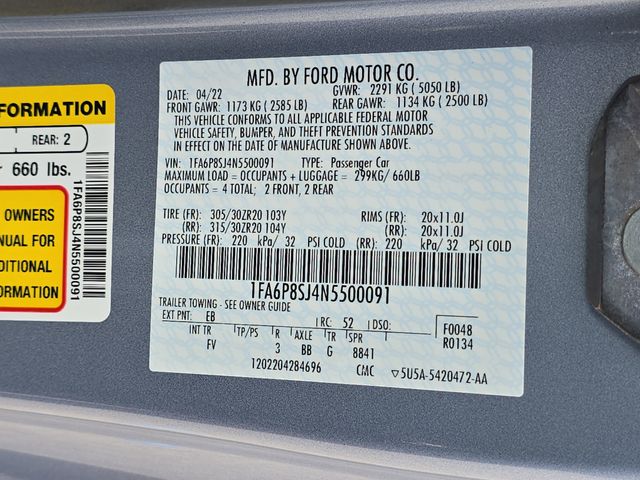 FORMATION
REAR: 2
660 lbs.
OWNERS
NUAL FOR
DITIONAL
FORMATION
1FA6P8SJ4N5500091
MFD. BY FORD MOTOR CO.
DATE: 04/22 GVWR: 2291 KG ( 5050 LB)
FRONT GAWR: 1173 KG ( 2585 LB) REAR GAWR: 1134 KG ( 2500 LB)
THIS VEHICLE CONFORMS TO ALL APPLICABLE FEDERAL MOTOR
VEHICLE SAFETY, BUMPER, AND THEFT PREVENTION STANDARDS
IN EFFECT ON THE DATE OF MANUFACTURE SHOWN ABOVE.
VIN: 1FA6P8SJ4N5500091 TYPE: Passenger Car
MAXIMUM LOAD = OCCUPANTS + LUGGAGE = 299KG/ 660LB
OCCUPANTS = 4 TOTAL; 2 FRONT, 2 REAR
TIRE (FR): 305/30ZR20 103Y RIMS (FR): 20x11.0J
(RR): 315/30ZR20 104Y (RR): 20x11.0J
PRESSURE (FR): 220 kPa/ 32 PSI COLD (RR): 220 kPa/ 32 PSI COLD
1FA6P8SJ4N5500091
TRAILER TOWING - SEE OWNER GUIDE
EXT PNT: EB RC: 52 DSO: F0048
INT TR TP/PS R AXLE TR SPR R0134
FV 3 BB G 8841
1202204284696 CMC ▽5U5A-5420472-AA